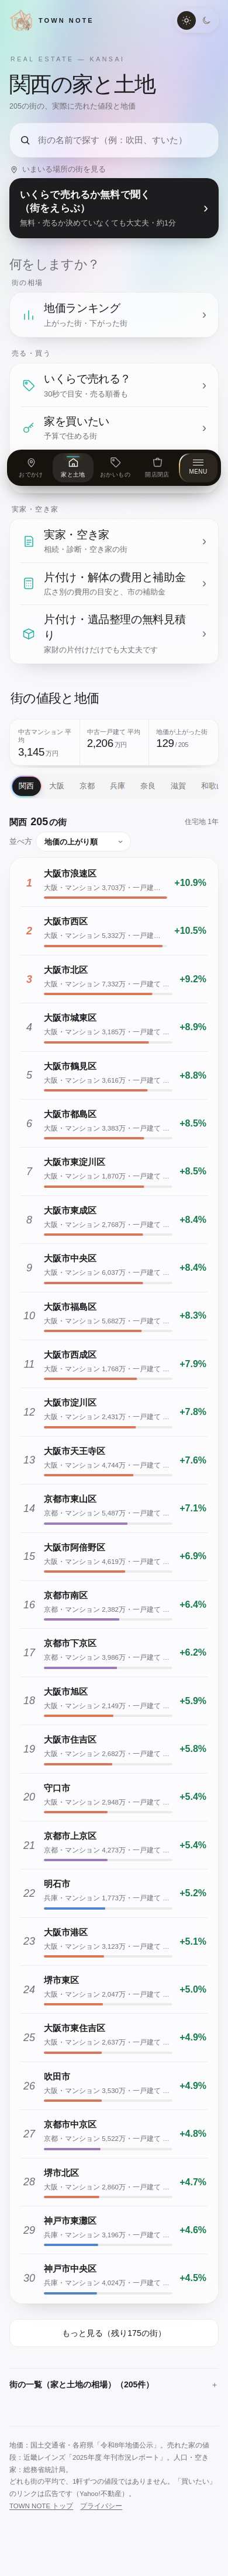 TOWN NOTE
REAL ESTATE — KANSAI
関西の家と土地
205の街の、実際に売れた値段と地価
街の名前で探す（例：吹田、すいた）
いまいる場所の街を見る
いくらで売れるか無料で聞く
（街をえらぶ）
無料・売るか決めていなくても大丈夫・約1分
何をしますか？
街の相場
地価ランキング
上がった街・下がった街
売る・買う
いくらで売れる？
30秒で目安・売る順番も
家を買いたい
予算で住める街
おでかけ
家と土地
おかいもの
開店閉店
MENU
実家・空き家
実家・空き家
相続・診断・空き家の街
片付け・解体の費用と補助金
広さ別の費用の目安と、市の補助金
片付け・遺品整理の無料見積
り
家財の片付けだけでも大丈夫です
街の値段と地価
中古マンション 平
均
3,145万円
中古一戸建て 平均
2,206万円
地価が上がった街
129/ 205
関西
大阪
京都
兵庫
奈良
滋賀
和歌山
関西 205の街
住宅地 1年
並べ方
地価の上がり順
1
大阪市浪速区
大阪・マンション 3,703万・一戸建…
+10.9%
2
大阪市西区
大阪・マンション 5,332万・一戸建…
+10.5%
3
大阪市北区
大阪・マンション 7,332万・一戸建て …
+9.2%
4
大阪市城東区
大阪・マンション 3,185万・一戸建て …
+8.9%
5
大阪市鶴見区
大阪・マンション 3,616万・一戸建て …
+8.8%
6
大阪市都島区
大阪・マンション 3,383万・一戸建て …
+8.5%
7
大阪市東淀川区
大阪・マンション 1,870万・一戸建て …
+8.5%
8
大阪市東成区
大阪・マンション 2,768万・一戸建て …
+8.4%
9
大阪市中央区
大阪・マンション 6,037万・一戸建て …
+8.4%
10
大阪市福島区
大阪・マンション 5,682万・一戸建て …
+8.3%
11
大阪市西成区
大阪・マンション 1,768万・一戸建て …
+7.9%
12
大阪市淀川区
大阪・マンション 2,431万・一戸建て …
+7.8%
13
大阪市天王寺区
大阪・マンション 4,744万・一戸建て …
+7.6%
14
京都市東山区
京都・マンション 5,487万・一戸建て …
+7.1%
15
大阪市阿倍野区
大阪・マンション 4,619万・一戸建て …
+6.9%
16
京都市南区
京都・マンション 2,382万・一戸建て …
+6.4%
17
京都市下京区
京都・マンション 3,986万・一戸建て …
+6.2%
18
大阪市旭区
大阪・マンション 2,149万・一戸建て …
+5.9%
19
大阪市住吉区
大阪・マンション 2,682万・一戸建て …
+5.8%
20
守口市
大阪・マンション 2,948万・一戸建て …
+5.4%
21
京都市上京区
京都・マンション 4,273万・一戸建て …
+5.4%
22
明石市
兵庫・マンション 1,773万・一戸建て …
+5.2%
23
大阪市港区
大阪・マンション 3,123万・一戸建て …
+5.1%
24
堺市東区
大阪・マンション 2,047万・一戸建て …
+5.0%
25
大阪市東住吉区
大阪・マンション 2,637万・一戸建て …
+4.9%
26
吹田市
大阪・マンション 3,530万・一戸建て …
+4.9%
27
京都市中京区
京都・マンション 5,522万・一戸建て …
+4.8%
28
堺市北区
大阪・マンション 2,860万・一戸建て …
+4.7%
29
神戸市東灘区
兵庫・マンション 3,196万・一戸建て …
+4.6%
30
神戸市中央区
兵庫・マンション 4,024万・一戸建て …
+4.5%
もっと見る（残り175の街）
街の一覧（家と土地の相場）（205件）
+
地価：国土交通省・各府県「令和8年地価公示」。売れた家の値
段：近畿レインズ「2025年度 年刊市況レポート」。人口・空き
家：総務省統計局。
どれも街の平均で、1軒ずつの値段ではありません。「買いたい」
のリンクは広告です（Yahoo!不動産）。
TOWN NOTE トップ プライバシー